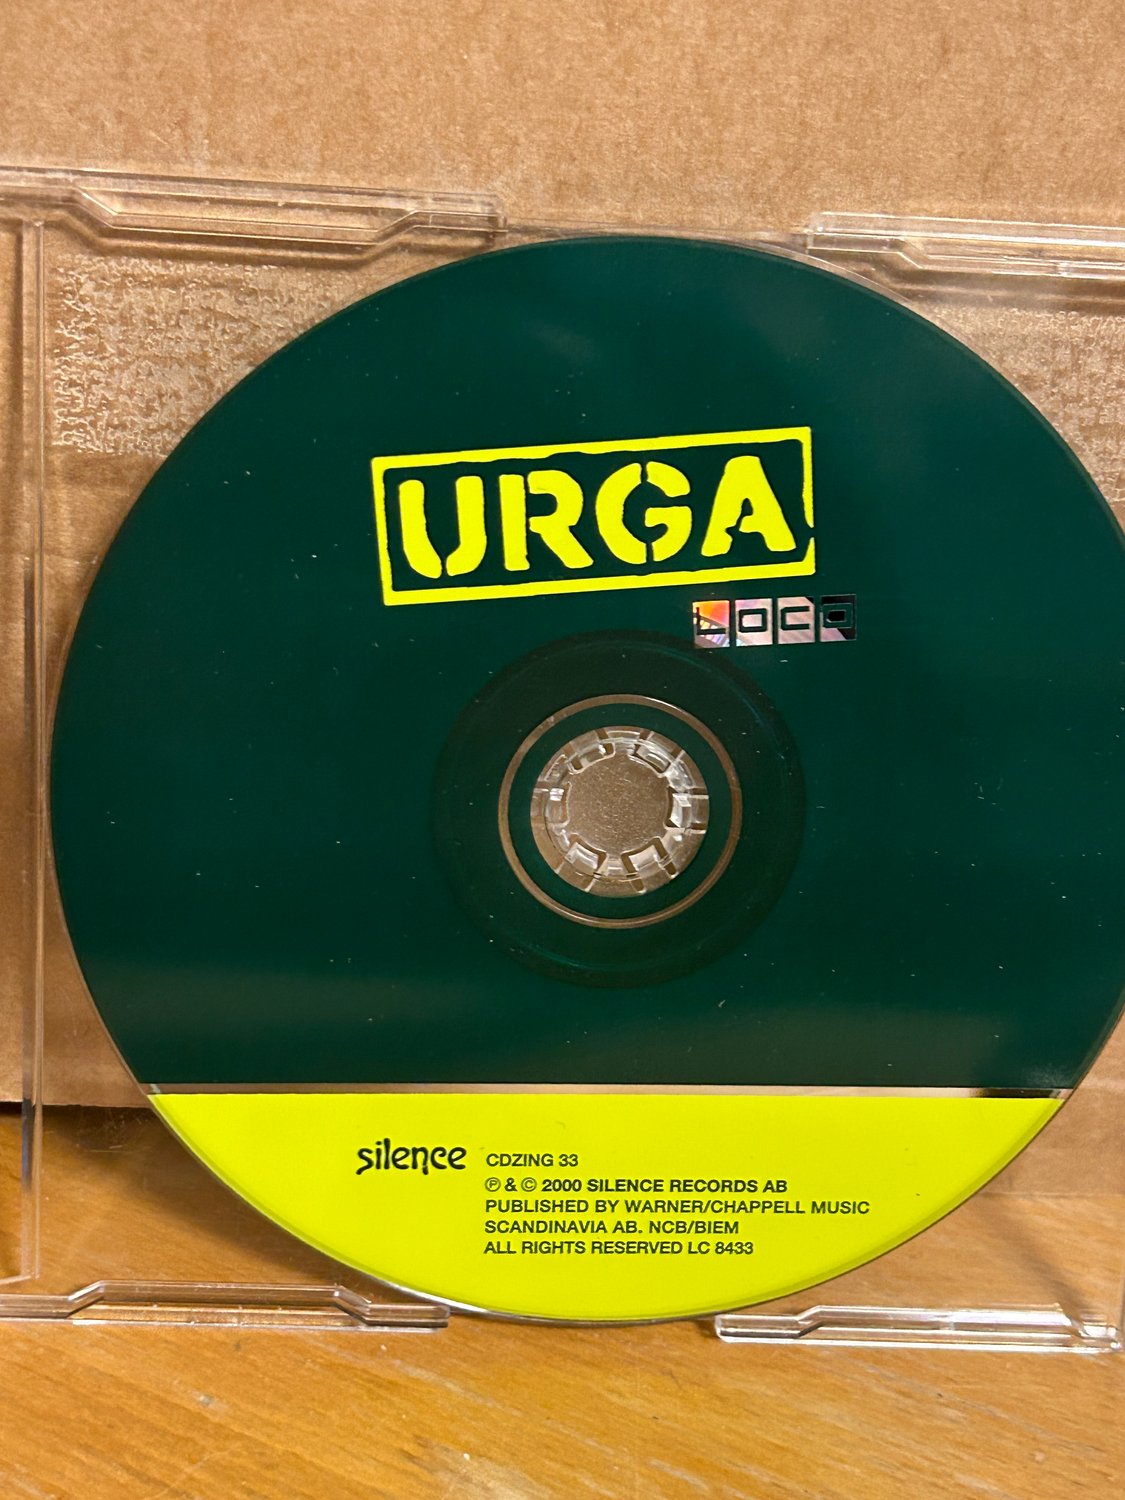 URGA
LOCO
silence CDZING 33
℗ & © 2000 SILENCE RECORDS AB
PUBLISHED BY WARNER/CHAPPELL MUSIC
SCANDINAVIA AB. NCB/BIEM
ALL RIGHTS RESERVED LC 8433